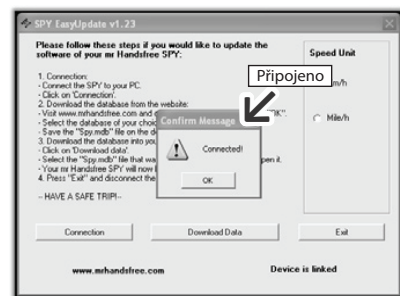 SPY EasyUpdate v1.23
Please follow these steps if you would like to update the
software of your mr Handsfree SPY:
1. Connection:
- Connect the SPY to your PC.
- Click on 'Connection'.
2. Download the database from the website:
- Visit www.mrhandsfree.com and
- Select the database of your choic
- Save the "Spy.mdb" file on the d
3. Download the database into you
- Click on 'Download data'.
- Select the "Spy.mdb" file that wa
pen it.
- Your mr Handsfree SPY will now
4. Press "Exit" and disconnect the
-- HAVE A SAFE TRIP!--
Speed Unit
m/h
Mile/h
Připojeno
Confirm Message
Connected!
OK
Connection
Download Data
Exit
www.mrhandsfree.com
Device is linked